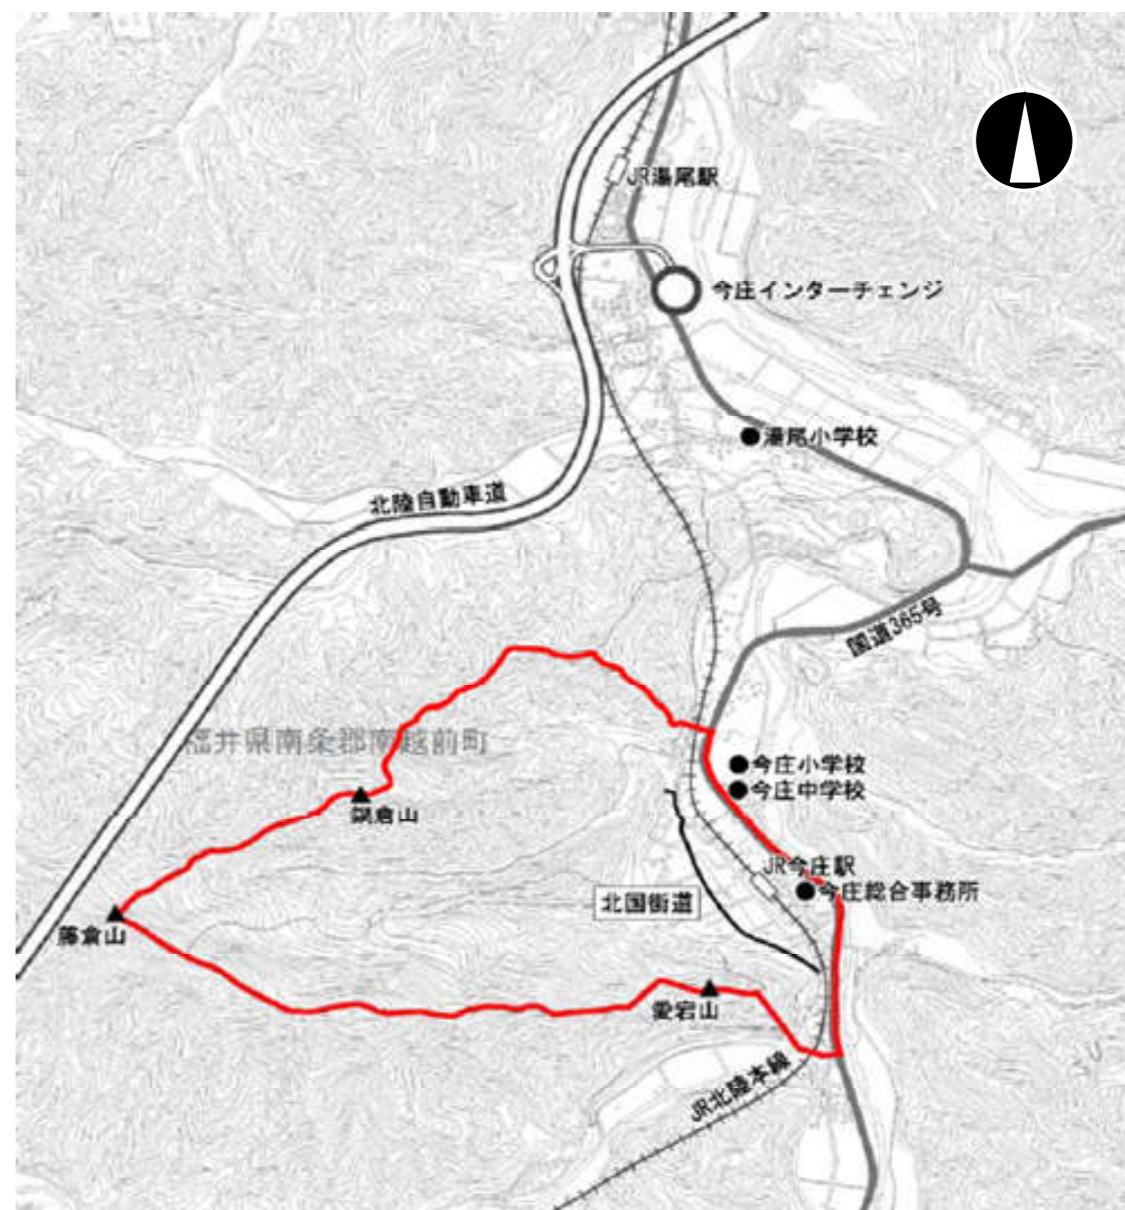 JR湯尾駅
今庄インターチェンジ
湯尾小学校
北陸自動車道
国道365号
福井県南条郡南越前町
今庄小学校
今庄中学校
鍋倉山
JR今庄駅
今庄総合事務所
北国街道
藤倉山
愛宕山
JR北陸本線